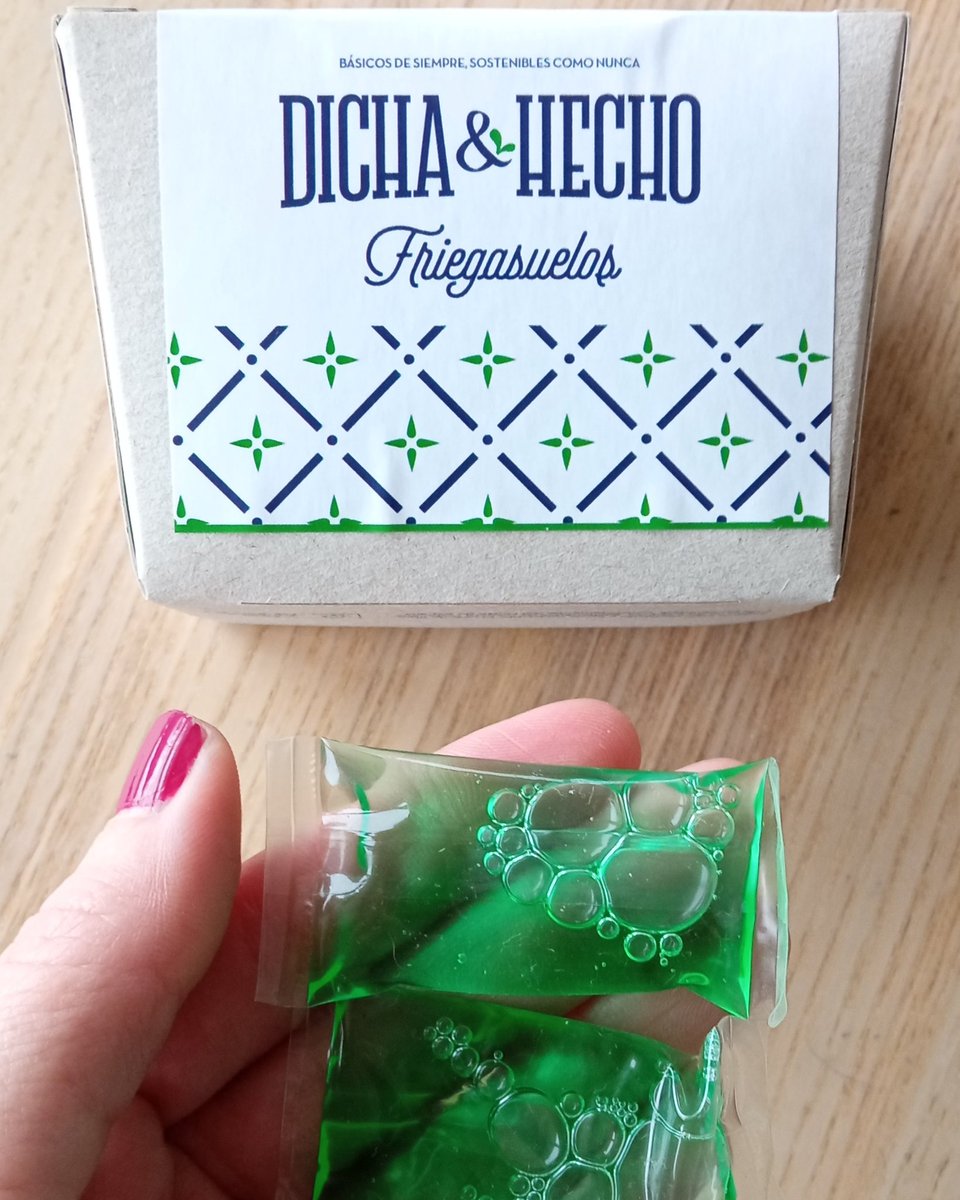 BÁSICOS DE SIEMPRE, SOSTENIBLES COMO NUNCA
DICHA & HECHO
Friegasuelos